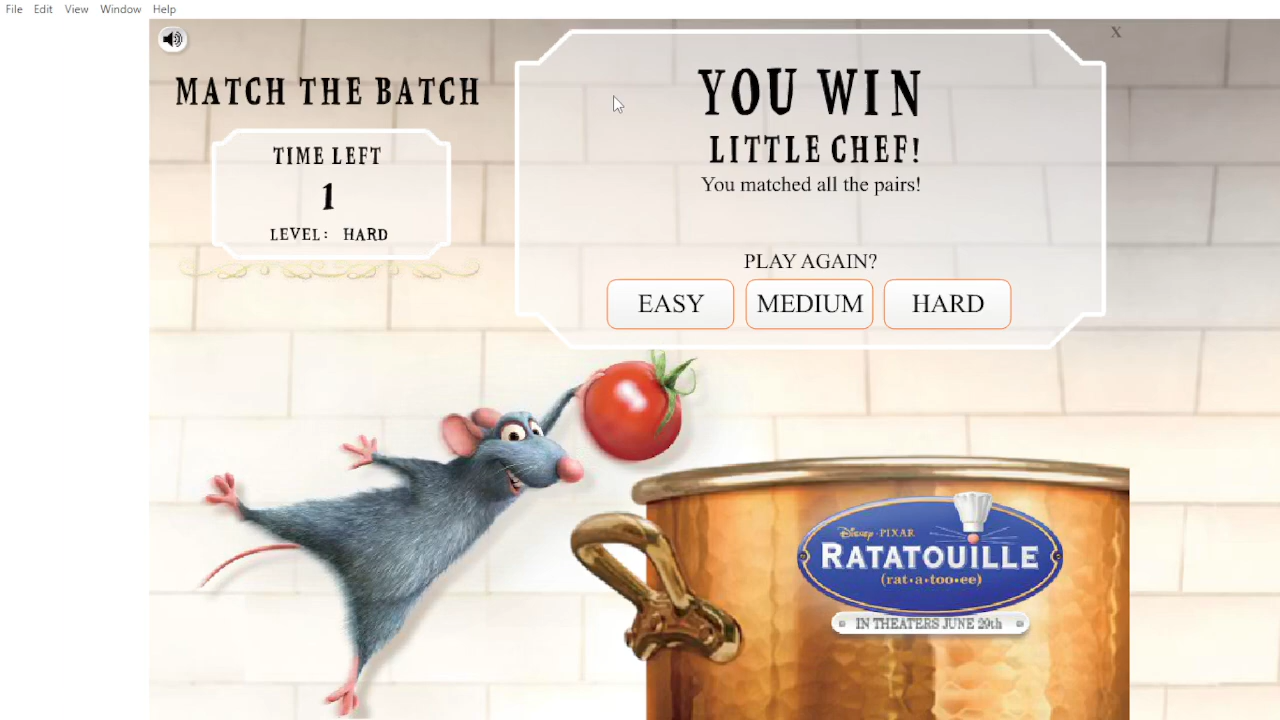 File Edit View Window Help
X
MATCH THE BATCH
TIME LEFT
1
LEVEL: HARD
YOU WIN
LITTLE CHEF!
You matched all the pairs!
PLAY AGAIN?
EASY MEDIUM HARD
DISNEY · PIXAR
RATATOUILLE
(rat•a•too•ee)
IN THEATERS JUNE 29th